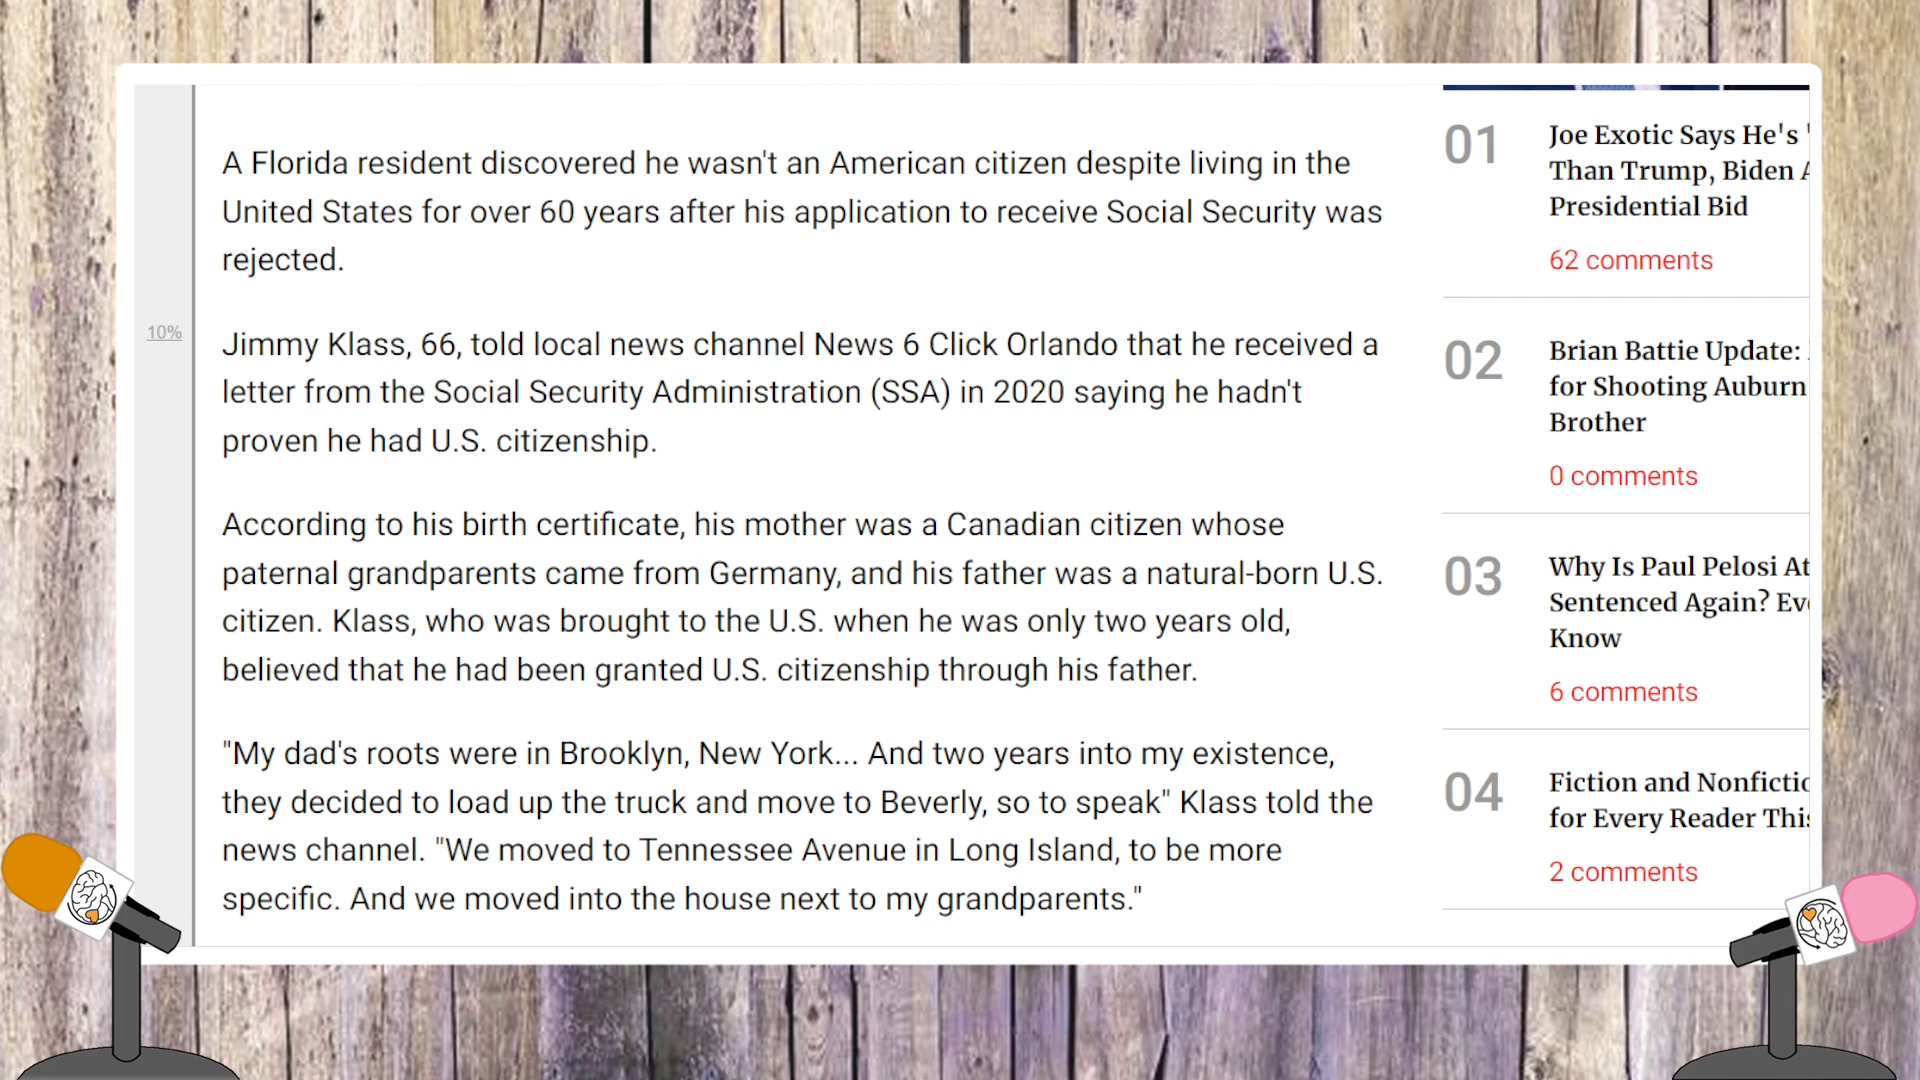 A Florida resident discovered he wasn't an American citizen despite living in the
United States for over 60 years after his application to receive Social Security was
rejected.
10%
Jimmy Klass, 66, told local news channel News 6 Click Orlando that he received a
letter from the Social Security Administration (SSA) in 2020 saying he hadn't
proven he had U.S. citizenship.
According to his birth certificate, his mother was a Canadian citizen whose
paternal grandparents came from Germany, and his father was a natural-born U.S.
citizen. Klass, who was brought to the U.S. when he was only two years old,
believed that he had been granted U.S. citizenship through his father.
"My dad's roots were in Brooklyn, New York... And two years into my existence,
they decided to load up the truck and move to Beverly, so to speak" Klass told the
news channel. "We moved to Tennessee Avenue in Long Island, to be more
specific. And we moved into the house next to my grandparents."
01
Joe Exotic Says He's
Than Trump, Biden
Presidential Bid
62 comments
02
Brian Battie Update:
for Shooting Auburn
Brother
0 comments
03
Why Is Paul Pelosi
Sentenced Again?
Know
6 comments
04
Fiction and
for Every Reader
2 comments